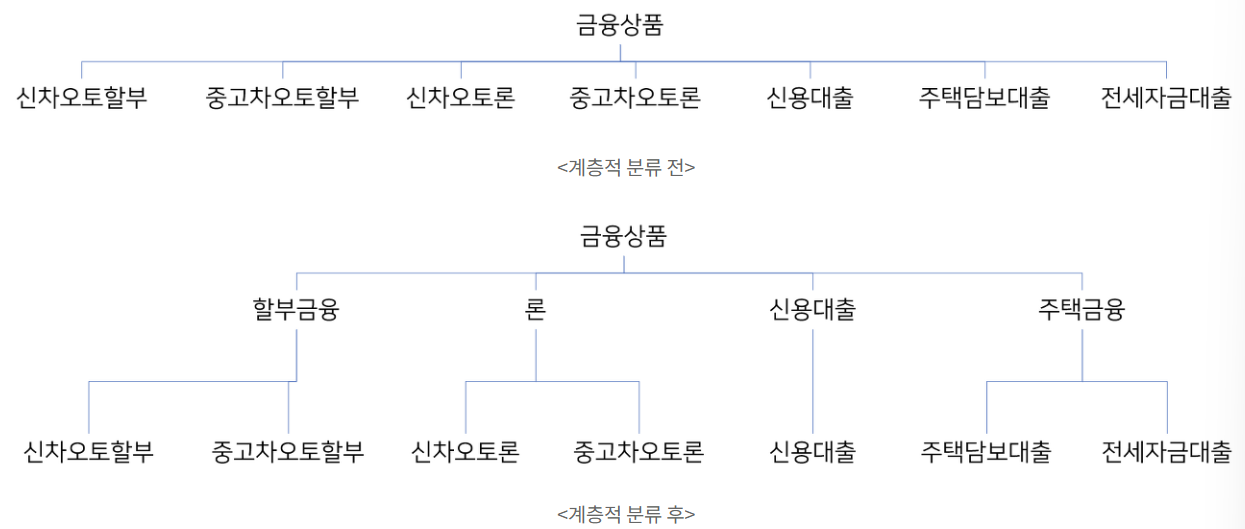 금융상품
신차오토할부 중고차오토할부 신차오토론 중고차오토론 신용대출 주택담보대출 전세자금대출
<계층적 분류 전>
금융상품
할부금융 론 신용대출 주택금융
신차오토할부 중고차오토할부 신차오토론 중고차오토론 신용대출 주택담보대출 전세자금대출
<계층적 분류 후>